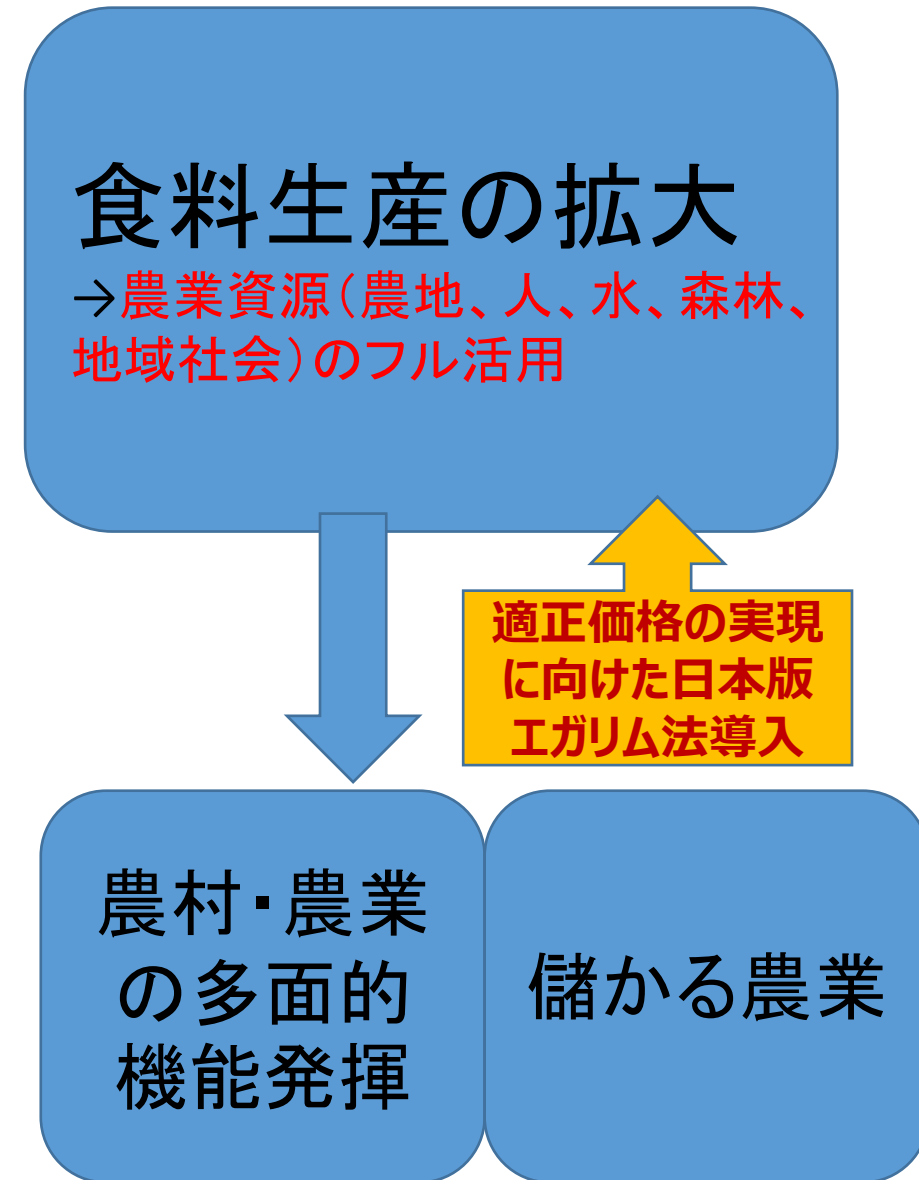 食料生産の拡大
→農業資源（農地、人、水、森林、
地域社会）のフル活用
適正価格の実現
に向けた日本版
エガリム法導入
農村・農業
の多面的
機能発揮
儲かる農業